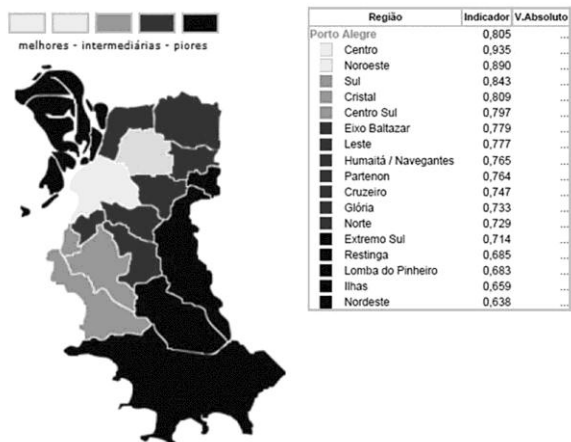 melhores - intermediárias - piores
Região Indicador V.Absoluto
Porto Alegre 0,805 ...
Centro 0,935 ...
Noroeste 0,890 ...
Sul 0,843 ...
Cristal 0,809 ...
Centro Sul 0,797 ...
Eixo Baltazar 0,779 ...
Leste 0,777 ...
Humaitá / Navegantes 0,765 ...
Partenon 0,764 ...
Cruzeiro 0,747 ...
Glória 0,733 ...
Norte 0,729 ...
Extremo Sul 0,714 ...
Restinga 0,685 ...
Lomba do Pinheiro 0,683 ...
Ilhas 0,659 ...
Nordeste 0,638 ...